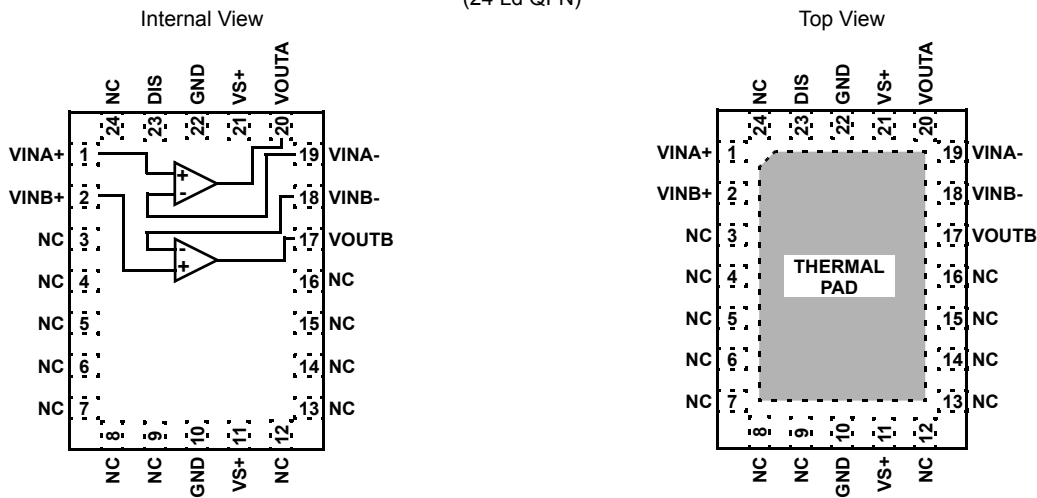 (24 Ld QFN)
Internal View
NC DIS GND VS+ VOUTA
24 23 22 21 20
VINA+ 1 + 19 VINA-
VINB+ 2 - 18 VINB-
NC 3 - 17 VOUTB
NC 4 + 16 NC
NC 5 15 NC
NC 6 14 NC
NC 7 13 NC
8 9 10 11 12
NC NC GND VS+ NC
Top View
NC DIS GND VS+ VOUTA
24 23 22 21 20
VINA+ 1 19 VINA-
VINB+ 2 18 VINB-
NC 3 17 VOUTB
NC 4 THERMAL 16 NC
PAD
NC 5 15 NC
NC 6 14 NC
NC 7 13 NC
8 9 10 11 12
NC NC GND VS+ NC